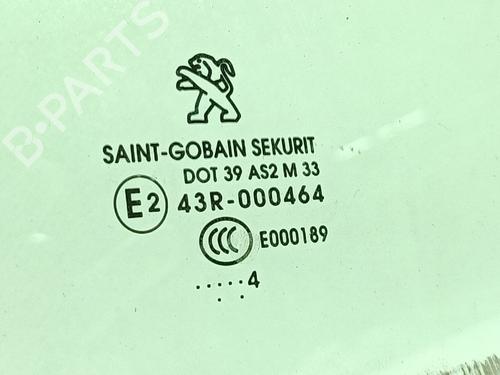 B-PARTS
SAINT-GOBAIN SEKURIT
DOT 39 AS2 M 33
E2 43R-000464
CCC E000189
.....4
.. .